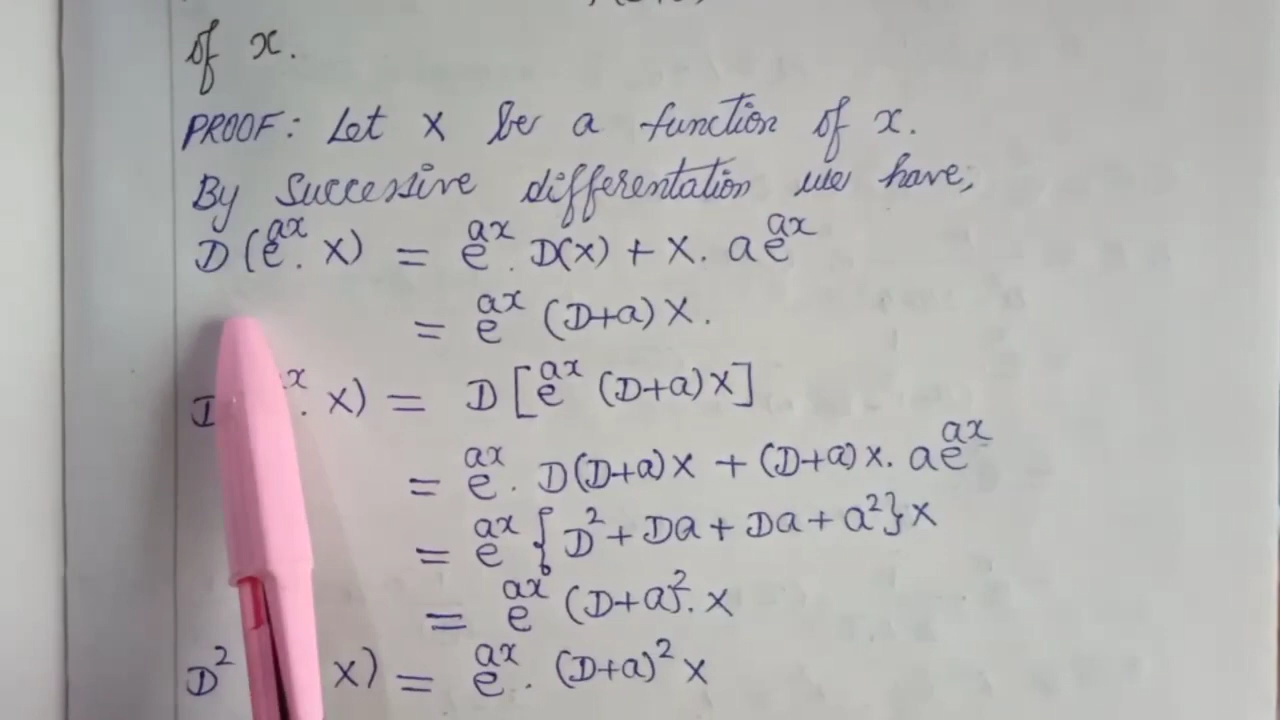 of x.
PROOF: Let X be a function of x.
By Successive differentation we have,
D(e^{ax}. X) = e^{ax}. D(X) + X. ae^{ax}
= e^{ax} (D+a) X.
. X) = D[e^{ax} (D+a) X]
= e^{ax}. D(D+a) X + (D+a) X. ae^{ax}
= e^{ax} {D^2 + Da + Da + a^2} X
= e^{ax} (D+a)^2. X
D^2 X) = e^{ax}. (D+a)^2 X